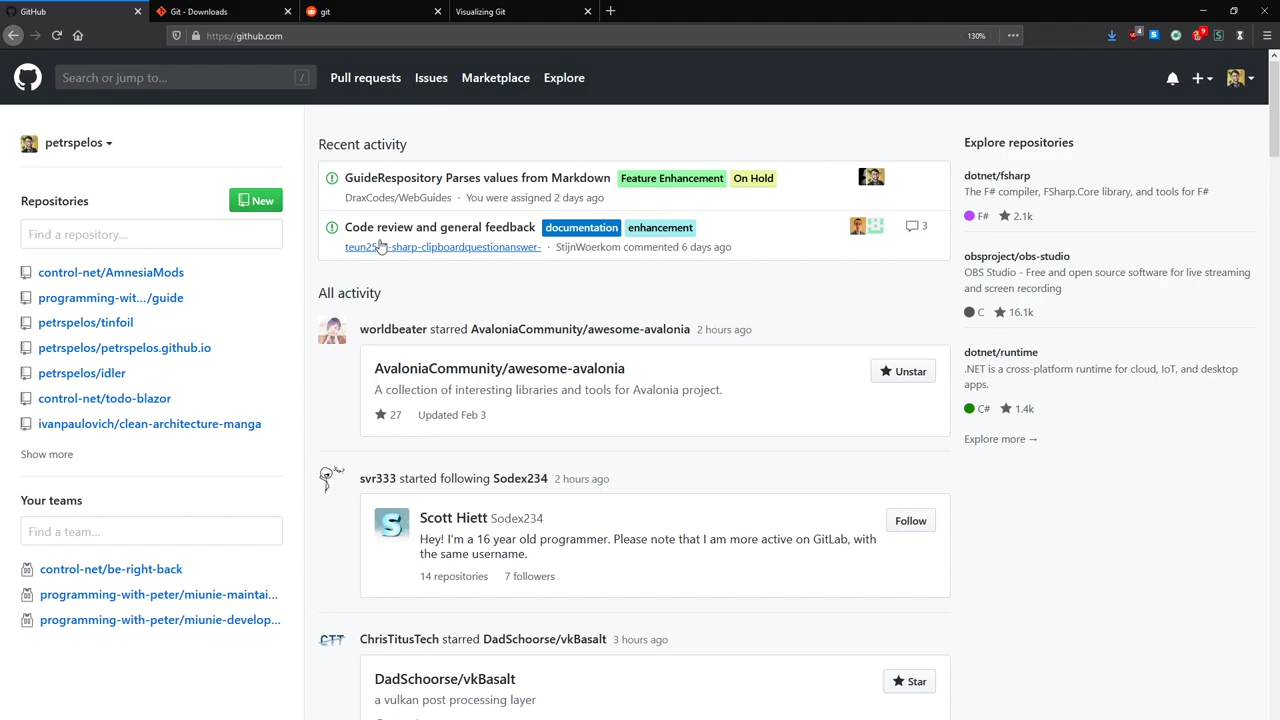 GitHub
Git - Downloads
git
Visualizing Git
https://github.com
130%
4
9
Search or jump to...
/
Pull requests
Issues
Marketplace
Explore
petrspelos
Repositories
New
Find a repository...
control-net/AmnesiaMods
programming-wit.../guide
petrspelos/tinfoil
petrspelos/petrspelos.github.io
petrspelos/idler
control-net/todo-blazor
ivanpaulovich/clean-architecture-manga
Show more
Your teams
Find a team...
control-net/be-right-back
programming-with-peter/miunie-maintai...
programming-with-peter/miunie-develop...
Recent activity
GuideRespository Parses values from Markdown Feature Enhancement On Hold
DraxCodes/WebGuides · You were assigned 2 days ago
Code review and general feedback documentation enhancement
3
-sharp-clipboardquestionanswer- · StijnWoerkom commented 6 days ago
All activity
worldbeater starred AvaloniaCommunity/awesome-avalonia 2 hours ago
AvaloniaCommunity/awesome-avalonia
Unstar
A collection of interesting libraries and tools for Avalonia project.
27 Updated Feb 3
svr333 started following Sodex234 2 hours ago
Scott Hiett Sodex234
Follow
Hey! I'm a 16 year old programmer. Please note that I am more active on GitLab, with
the same username.
14 repositories 7 followers
CTT
ChrisTitusTech starred DadSchoorse/vkBasalt 3 hours ago
DadSchoorse/vkBasalt
Star
a vulkan post processing layer
Explore repositories
dotnet/fsharp
The F# compiler, FSharp.Core library, and tools for F#
F# 2.1k
obsproject/obs-studio
OBS Studio - Free and open source software for live streaming
and screen recording
C 16.1k
dotnet/runtime
.NET is a cross-platform runtime for cloud, IoT, and desktop
apps.
C# 1.4k
Explore more →